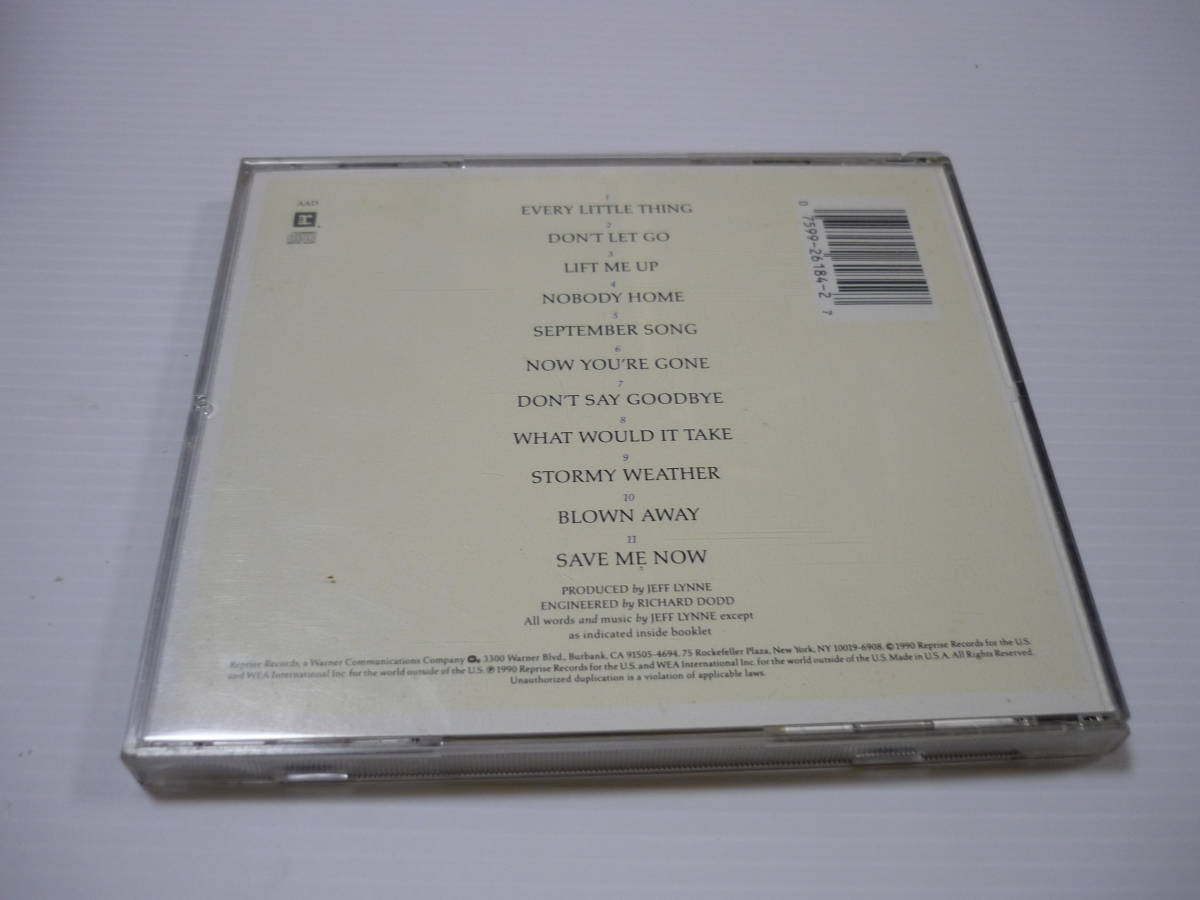 AAD
1
EVERY LITTLE THING
2
DON'T LET GO
3
LIFT ME UP
4
NOBODY HOME
5
SEPTEMBER SONG
6
NOW YOU'RE GONE
7
DON'T SAY GOODBYE
8
WHAT WOULD IT TAKE
9
STORMY WEATHER
10
BLOWN AWAY
11
SAVE ME NOW
0 7599-26184-2 7
PRODUCED by JEFF LYNNE
ENGINEERED by RICHARD DODD
All words and music by JEFF LYNNE except
as indicated inside booklet
Reprise Records, a Warner Communications Company 3300 Warner Blvd., Burbank, CA 91505-4694. 75 Rockefeller Plaza, New York, NY 10019-6908. © 1990 Reprise Records for the U.S.
and WEA International Inc. for the world outside of the U.S. ℗ 1990 Reprise Records for the U.S. and WEA International Inc. for the world outside of the U.S. Made in U.S.A. All Rights Reserved.
Unauthorized duplication is a violation of applicable laws.